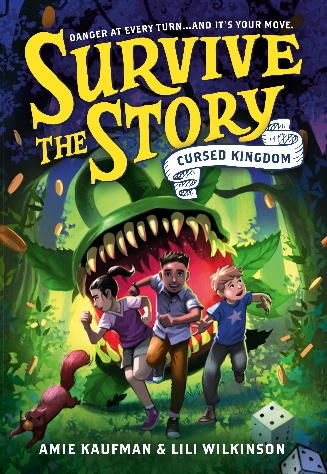 DANGER AT EVERY TURN...AND IT'S YOUR MOVE.
SURVIVE
THE STORY
CURSED KINGDOM
AMIE KAUFMAN & LILI WILKINSON